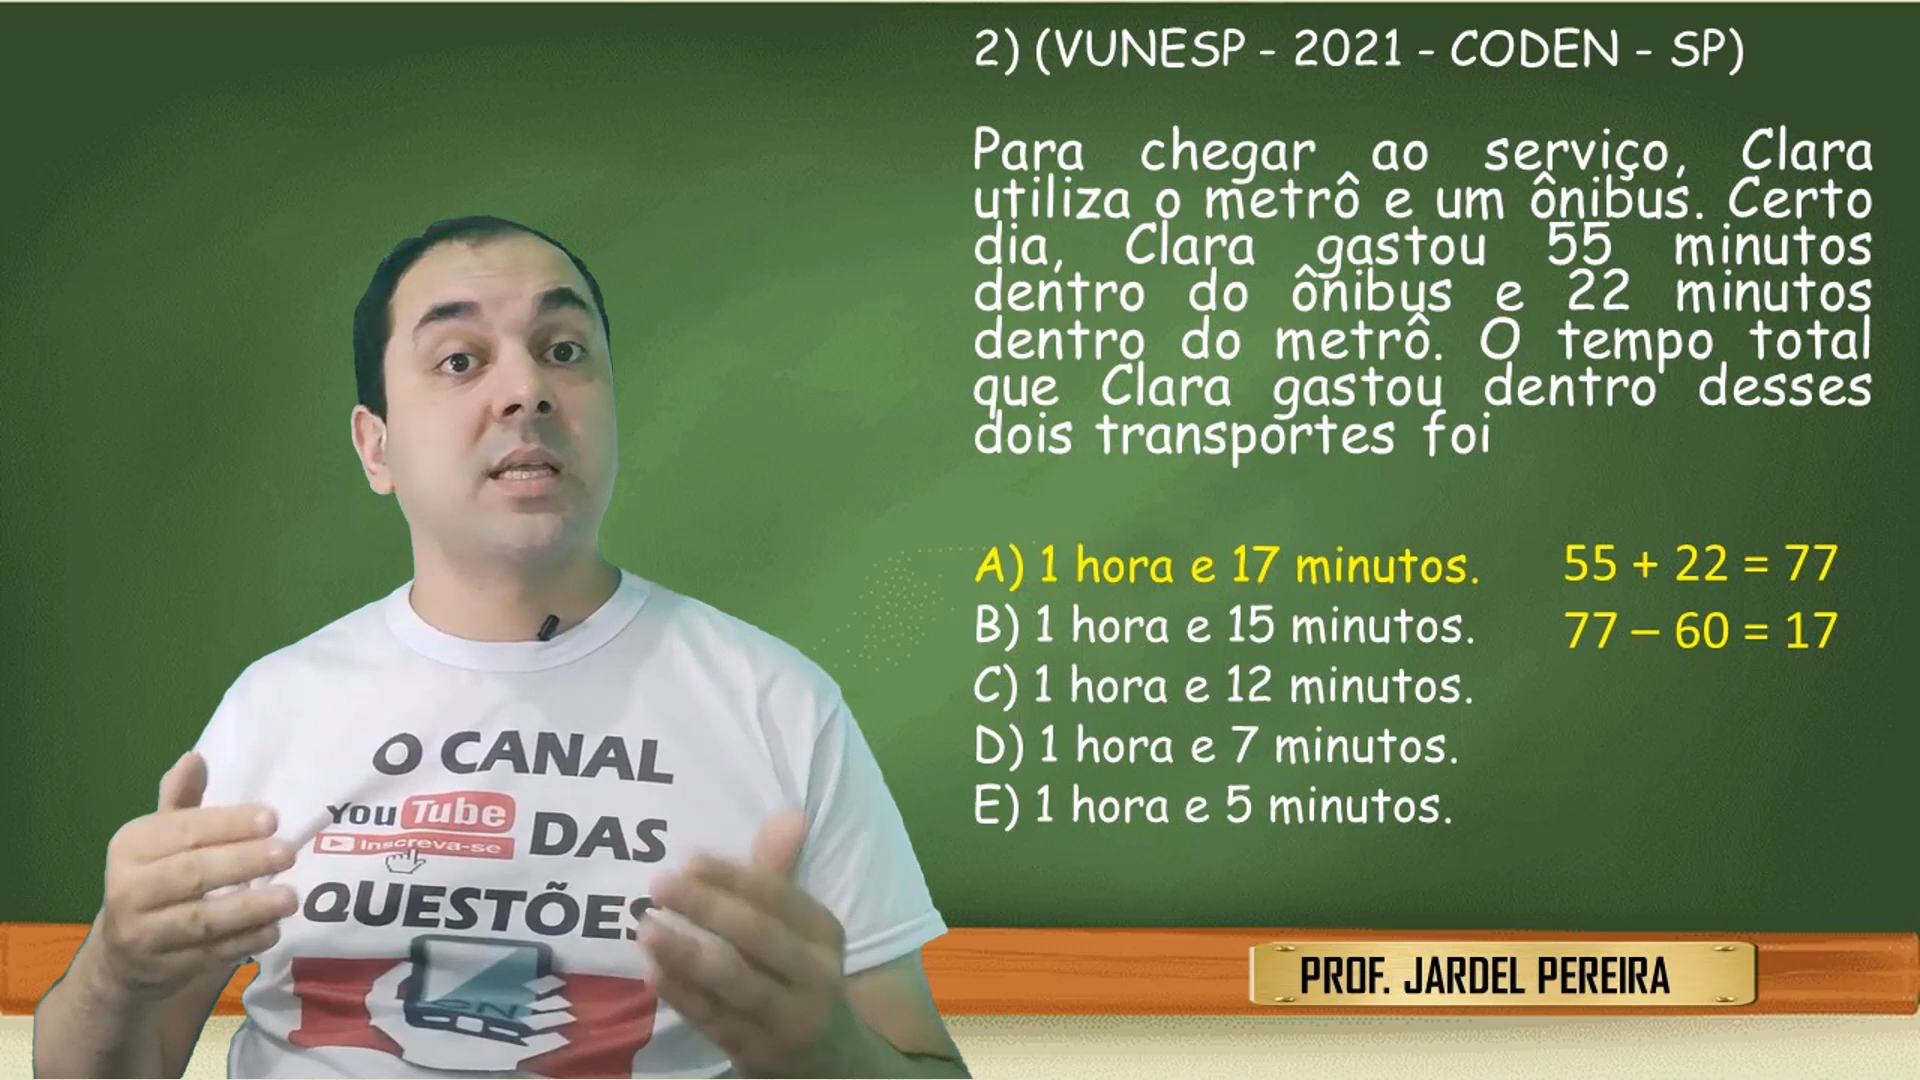 2) (VUNESP - 2021 - CODEN - SP)
Para chegar ao serviço, Clara
utiliza o metrô e um ônibus. Certo
dia, Clara gastou 55 minutos
dentro do ônibus e 22 minutos
dentro do metrô. O tempo total
que Clara gastou dentro desses
dois transportes foi
A) 1 hora e 17 minutos.
B) 1 hora e 15 minutos.
C) 1 hora e 12 minutos.
D) 1 hora e 7 minutos.
E) 1 hora e 5 minutos.
55 + 22 = 77
77 – 60 = 17
O CANAL
YouTube DAS
Inscreva-se
QUESTÕES
PROF. JARDEL PEREIRA